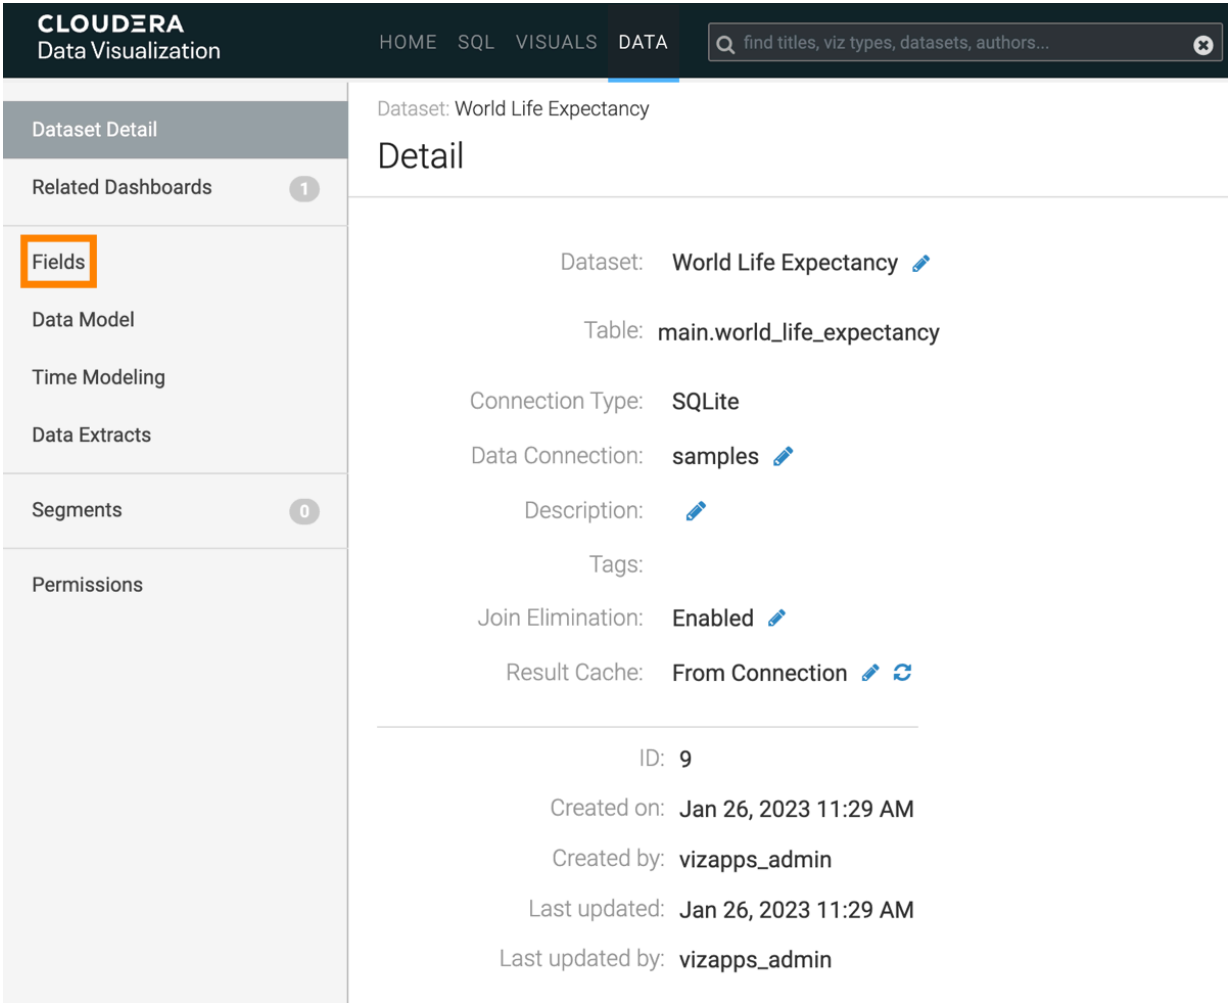 CLOUDERA
Data Visualization
HOME SQL VISUALS DATA
find titles, viz types, datasets, authors...
Dataset Detail
Related Dashboards 1
Fields
Data Model
Time Modeling
Data Extracts
Segments 0
Permissions
Dataset: World Life Expectancy
Detail
Dataset: World Life Expectancy
Table: main.world_life_expectancy
Connection Type: SQLite
Data Connection: samples
Description:
Tags:
Join Elimination: Enabled
Result Cache: From Connection
ID: 9
Created on: Jan 26, 2023 11:29 AM
Created by: vizapps_admin
Last updated: Jan 26, 2023 11:29 AM
Last updated by: vizapps_admin